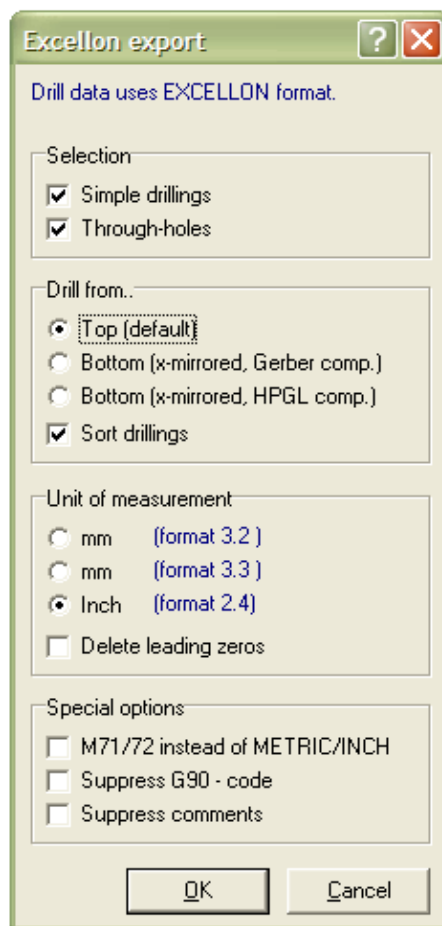 Excellon export
Drill data uses EXCELLON format.
Selection
Simple drillings
Through-holes
Drill from..
Top (default)
Bottom (x-mirrored, Gerber comp.)
Bottom (x-mirrored, HPGL comp.)
Sort drillings
Unit of measurement
mm (format 3.2 )
mm (format 3.3 )
Inch (format 2.4)
Delete leading zeros
Special options
M71/72 instead of METRIC/INCH
Suppress G90 - code
Suppress comments
OK Cancel